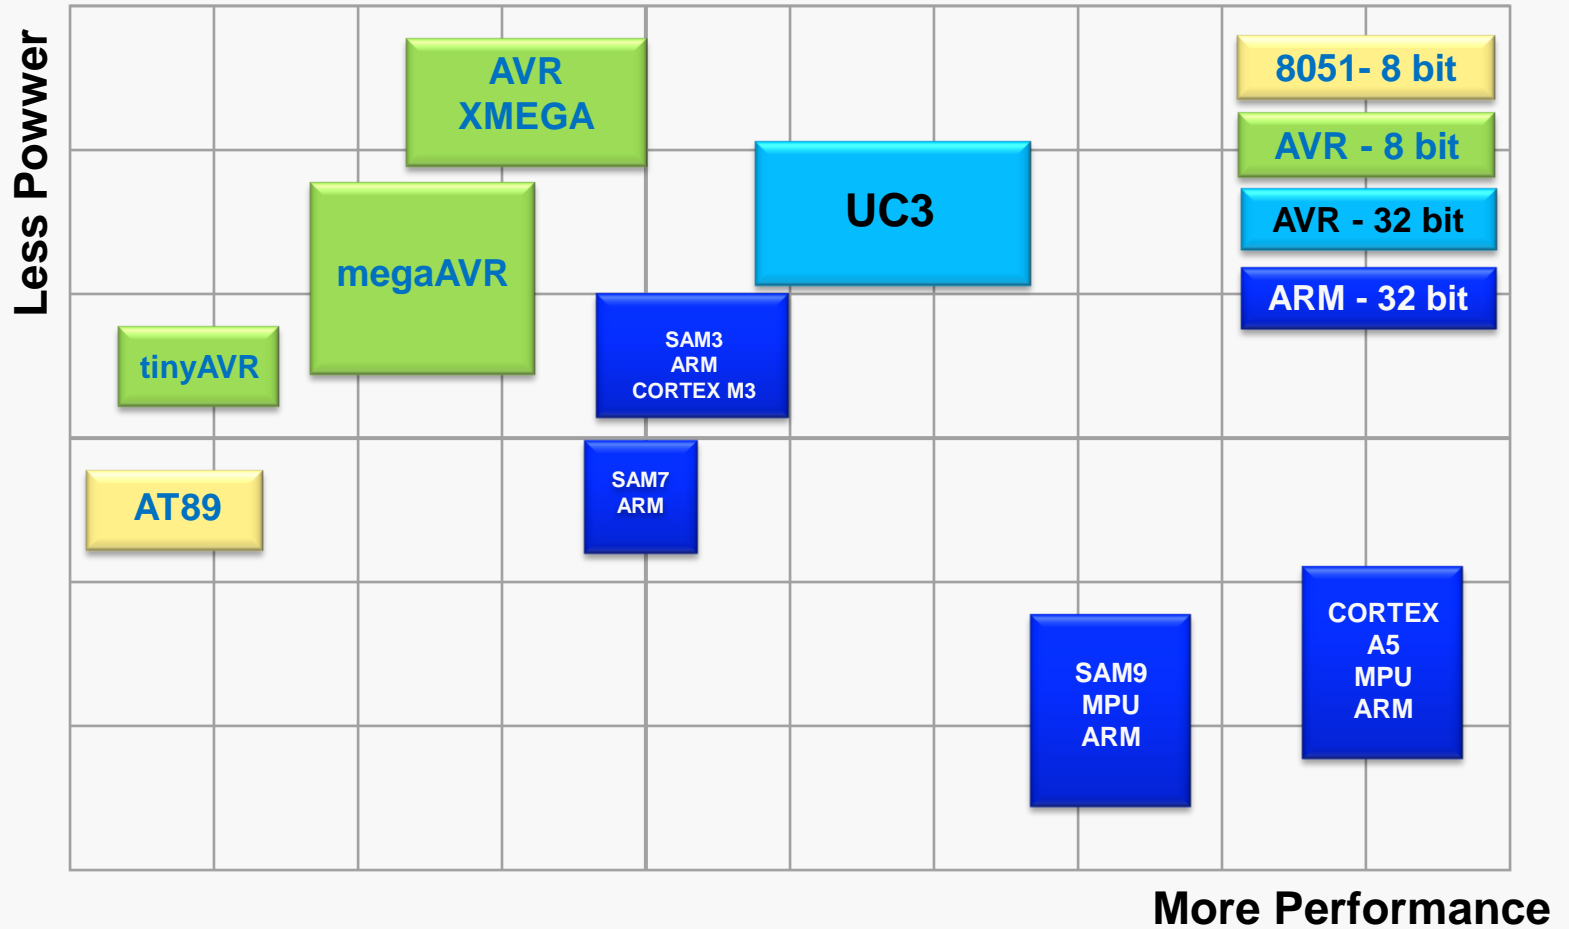 Less Powwer
AVR
XMEGA
megaAVR
tinyAVR
AT89
UC3
SAM3
ARM
CORTEX M3
SAM7
ARM
SAM9
MPU
ARM
CORTEX
A5
MPU
ARM
8051- 8 bit
AVR - 8 bit
AVR - 32 bit
ARM - 32 bit
More Performance